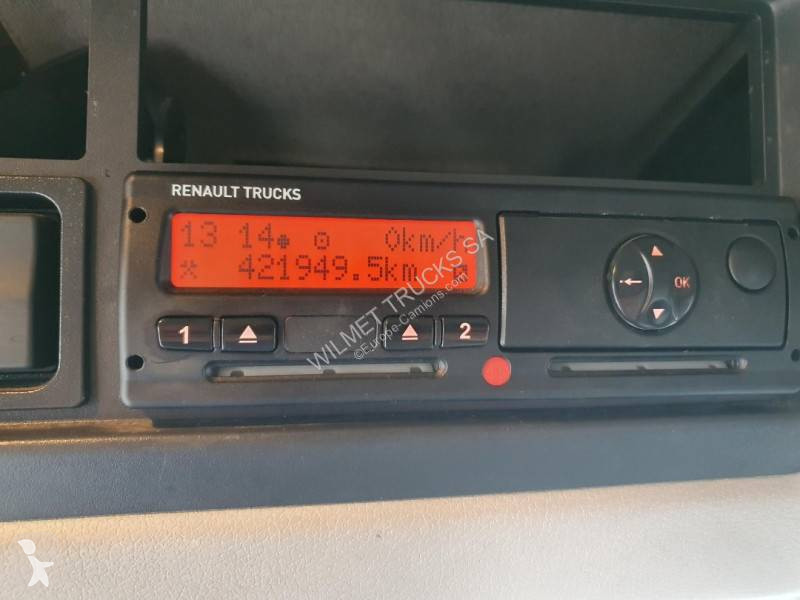 RENAULT TRUCKS
13 14 0km/h
421949.5km
1 2
OK
WILMET TRUCKS SA
©Europe-Camions.com